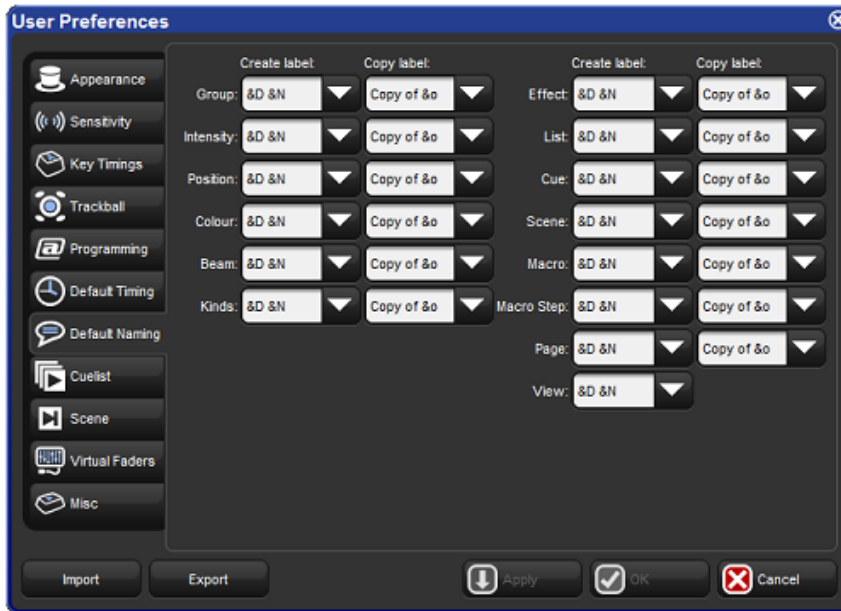 User Preferences
Appearance
Sensitivity
Key Timings
Trackball
Programming
Default Timing
Default Naming
Cuelist
Scene
Virtual Faders
Misc
Create label: Copy label: Create label: Copy label:
Group: &D &N Copy of &o Effect: &D &N Copy of &o
Intensity: &D &N Copy of &o List: &D &N Copy of &o
Position: &D &N Copy of &o Cue: &D &N Copy of &o
Colour: &D &N Copy of &o Scene: &D &N Copy of &o
Beam: &D &N Copy of &o Macro: &D &N Copy of &o
Kinds: &D &N Copy of &o Macro Step: &D &N Copy of &o
Page: &D &N Copy of &o
View: &D &N
Import Export Apply OK Cancel